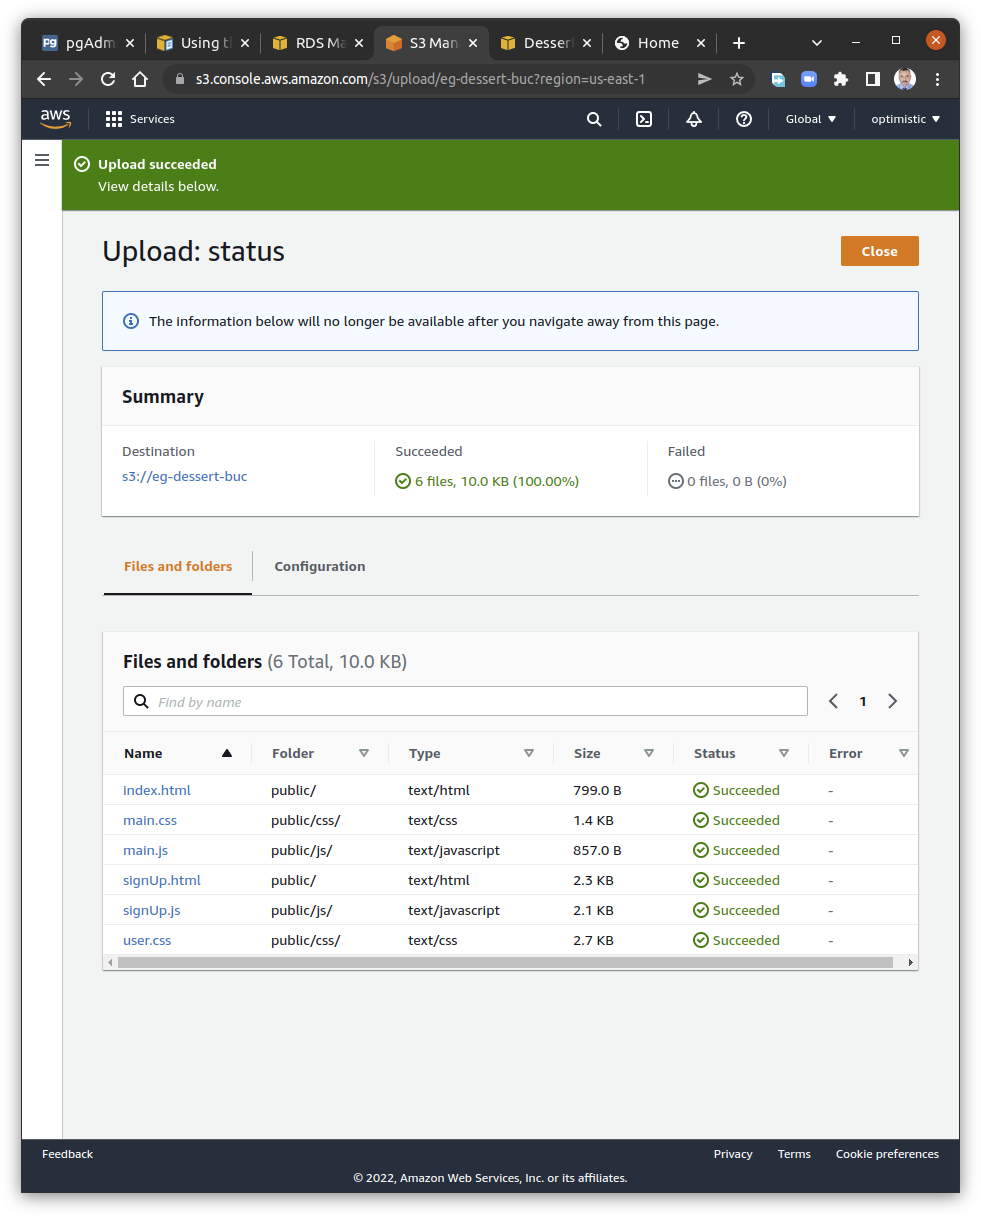 pg pgAdm Using t RDS Ma S3 Man Desser Home
s3.console.aws.amazon.com/s3/upload/eg-dessert-buc?region=us-east-1
aws Services Global optimistic
Upload succeeded
View details below.
Upload: status Close
The information below will no longer be available after you navigate away from this page.
Summary
Destination Succeeded Failed
s3://eg-dessert-buc 6 files, 10.0 KB (100.00%) 0 files, 0 B (0%)
Files and folders Configuration
Files and folders (6 Total, 10.0 KB)
Find by name 1
Name Folder Type Size Status Error
index.html public/ text/html 799.0 B Succeeded -
main.css public/css/ text/css 1.4 KB Succeeded -
main.js public/js/ text/javascript 857.0 B Succeeded -
signUp.html public/ text/html 2.3 KB Succeeded -
signUp.js public/js/ text/javascript 2.1 KB Succeeded -
user.css public/css/ text/css 2.7 KB Succeeded -
Feedback Privacy Terms Cookie preferences
© 2022, Amazon Web Services, Inc. or its affiliates.